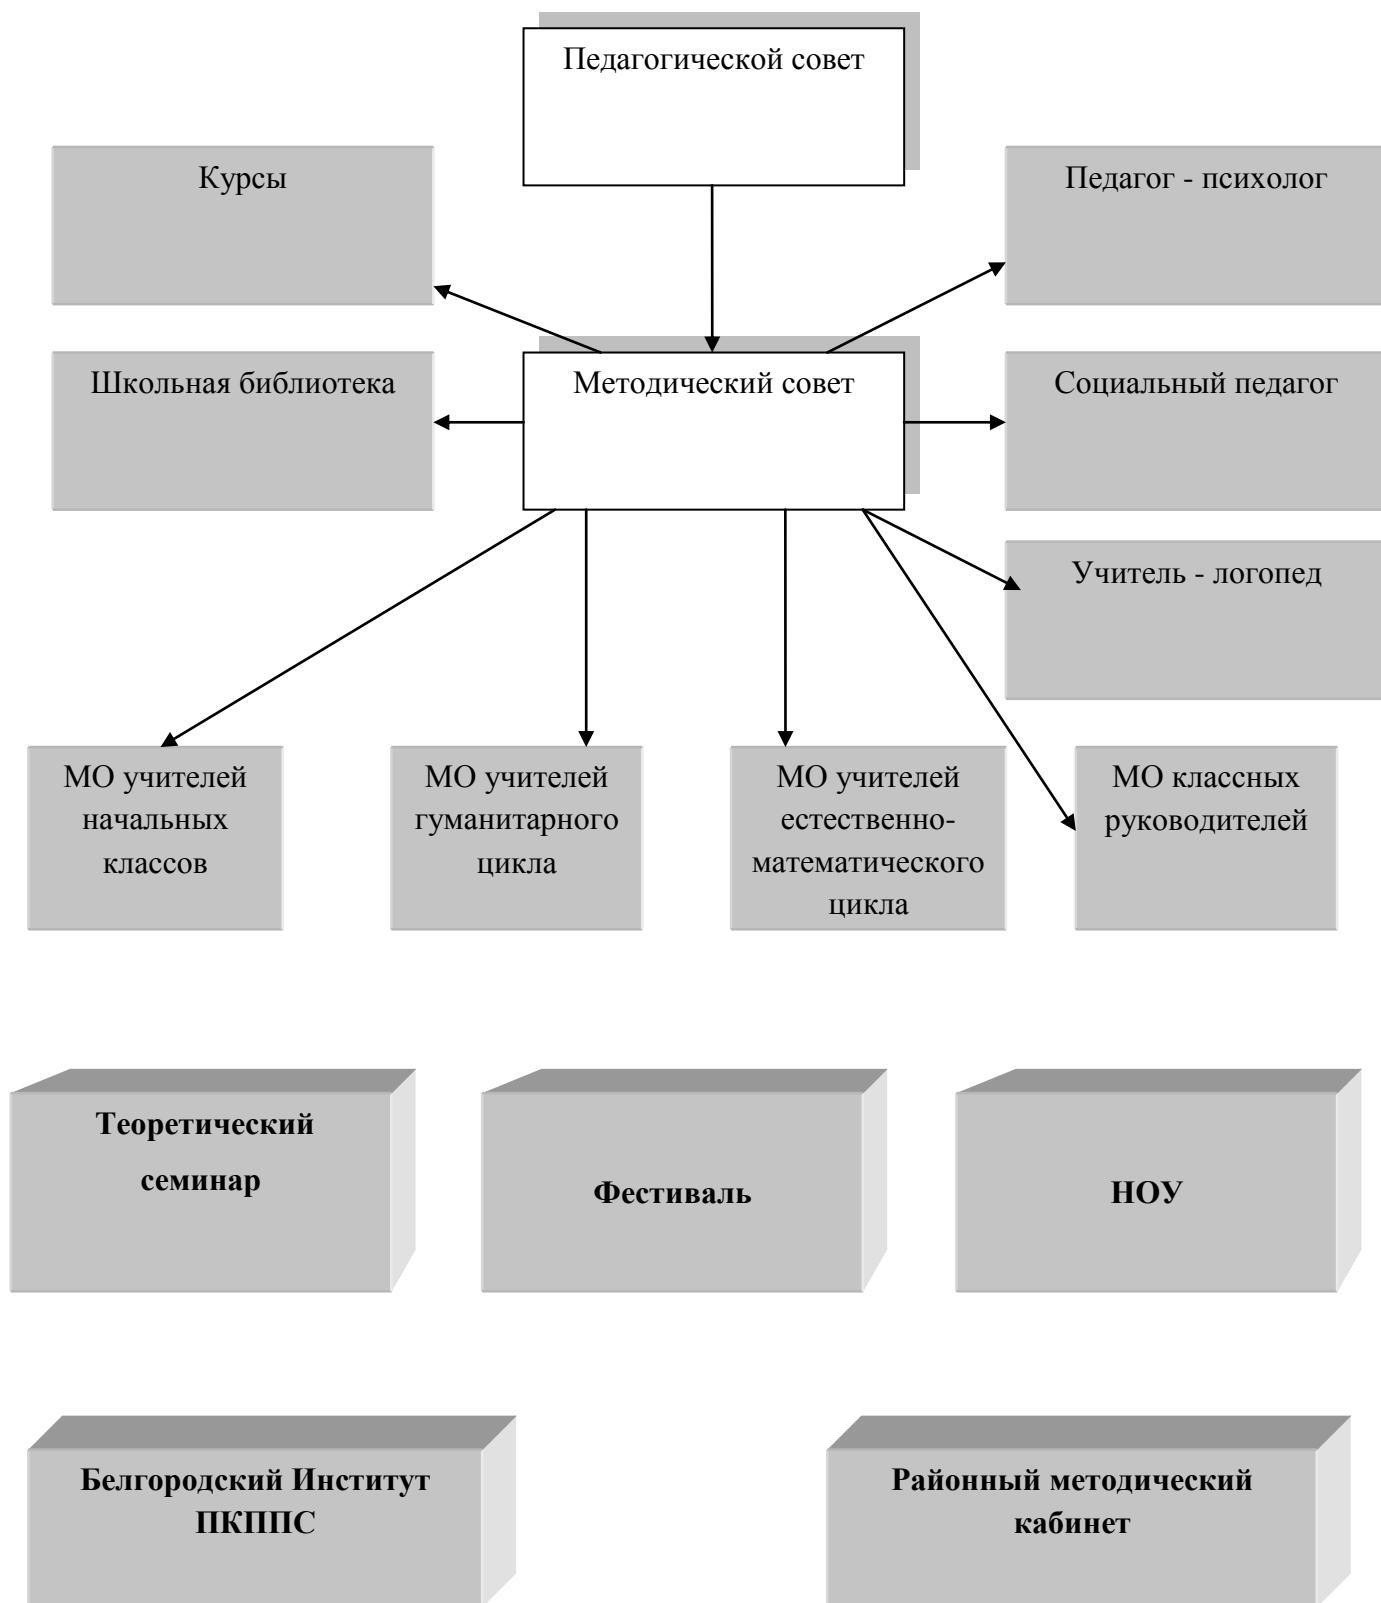 Педагогической совет
Курсы
Педагог - психолог
Школьная библиотека
Методический совет
Социальный педагог
Учитель - логопед
МО учителей
начальных
классов
МО учителей
гуманитарного
цикла
МО учителей
естественно-
математического
цикла
МО классных
руководителей
Теоретический
семинар
Фестиваль
НОУ
Белгородский Институт
ПКППС
Районный методический
кабинет